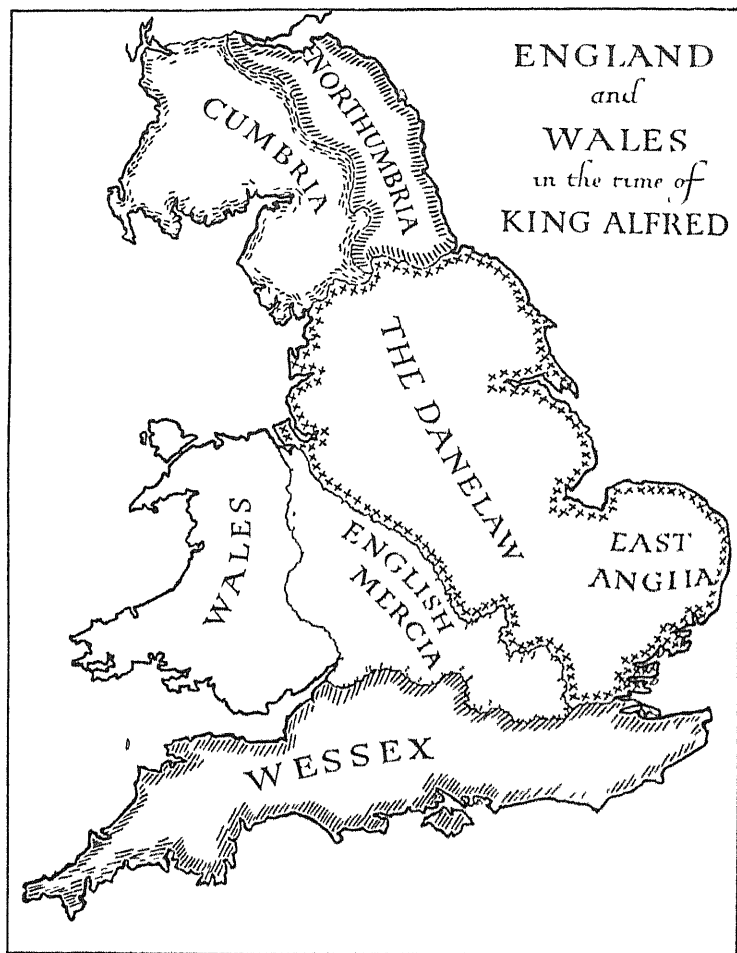 ENGLAND
and
WALES
in the time of
KING ALFRED
NORTHUMBRIA
CUMBRIA
THE DANELAW
EAST
ANGLIA
WALES
ENGLISH
MERCIA
WESSEX